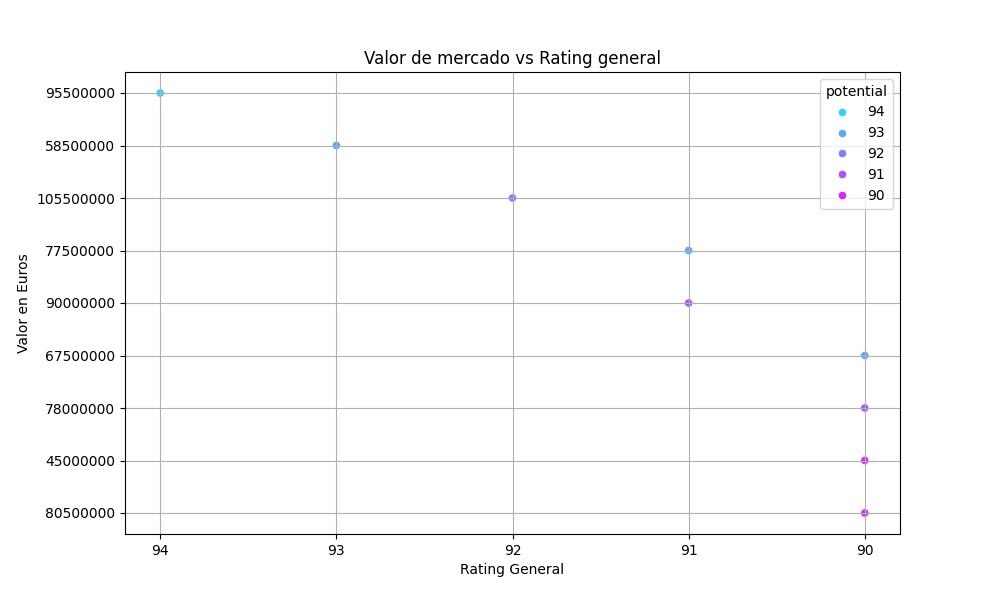 Valor de mercado vs Rating general
Valor en Euros
95500000
58500000
105500000
77500000
90000000
67500000
78000000
45000000
80500000
potential
94
93
92
91
90
94 93 92 91 90
Rating General